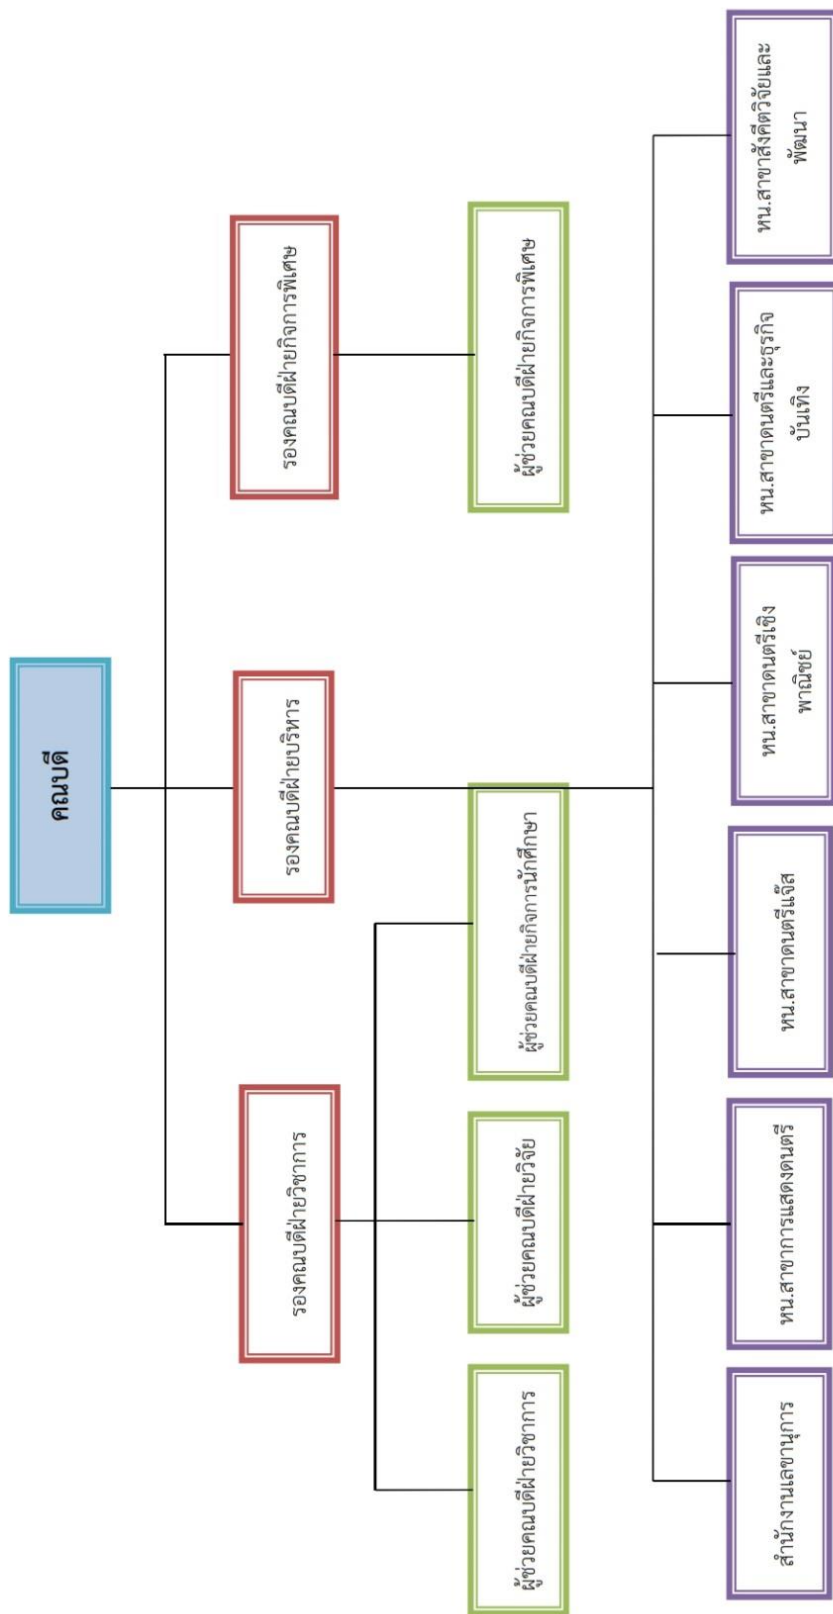 คณบดี
รองคณบดีฝ่ายวิชาการ
รองคณบดีฝ่ายบริหาร
รองคณบดีฝ่ายกิจการพิเศษ
ผู้ช่วยคณบดีฝ่ายวิชาการ
ผู้ช่วยคณบดีฝ่ายวิจัย
ผู้ช่วยคณบดีฝ่ายกิจการนักศึกษา
ผู้ช่วยคณบดีฝ่ายกิจการพิเศษ
สำนักงานเลขานุการ
หน.สาขาการแสดงดนตรี
หน.สาขาดนตรีแจ๊ส
หน.สาขาดนตรีเชิง
พาณิชย์
หน.สาขาดนตรีและธุรกิจ
บันเทิง
หน.สาขาสังคีตวิจัยและ
พัฒนา